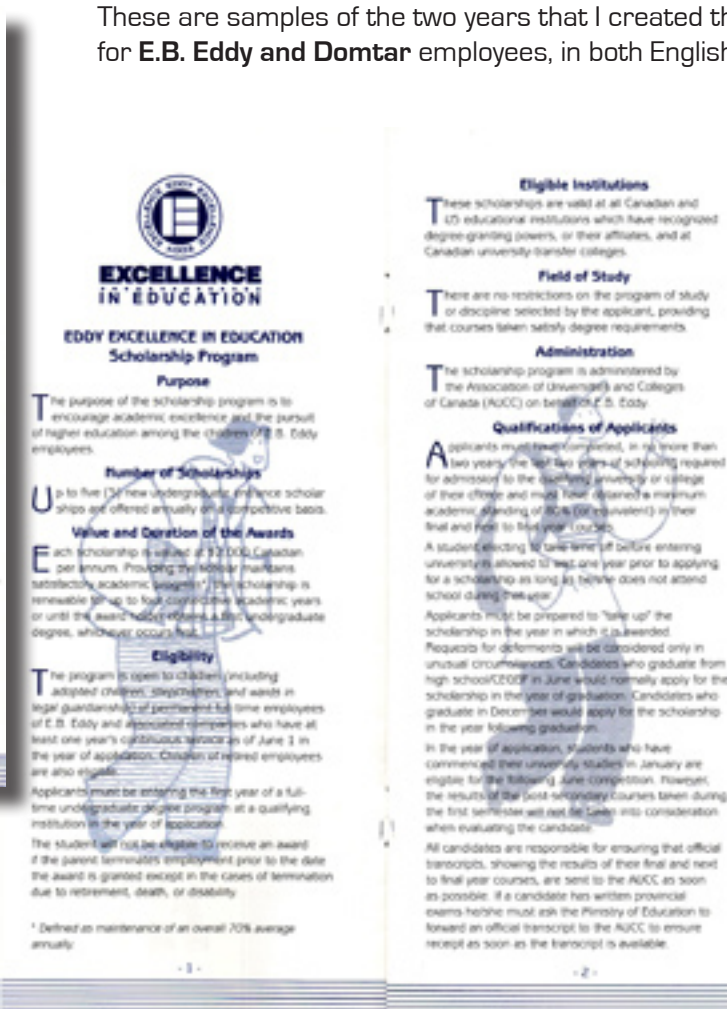 These are samples of the two years that I created th
for E.B. Eddy and Domtar employees, in both English
EXCELLENCE
IN EDUCATION
EDDY EXCELLENCE IN EDUCATION
Scholarship Program
Purpose
The purpose of the scholarship program is to
encourage academic excellence and the pursuit
of higher education among the children of E.B. Eddy
employees.
Number of Scholarships
Up to five (5) new undergraduate entrance scholar
ships are offered annually on a competitive basis.
Value and Duration of the Awards
Each scholarship is valued at $2,000 Canadian
per annum. Providing the scholar maintains
satisfactory academic progress*, the scholarship is
renewable for up to four consecutive academic years
or until the award holder obtains a first undergraduate
degree, whichever occurs first.
Eligibility
The program is open to children (including
adopted children, stepchildren, and wards in
legal guardianship) of permanent full time employees
of E.B. Eddy and associated companies who have at
least one year's continuous service as of June 1 in
the year of application. Children of retired employees
are also eligible.
Applicants must be entering the first year of a full-
time undergraduate degree program at a qualifying
institution in the year of application.
The student will not be eligible to receive an award
if the parent terminates employment prior to the date
the award is granted except in the cases of termination
due to retirement, death, or disability.
* Defined as maintenance of an overall 70% average
annually.
- 1 -
Eligible Institutions
These scholarships are valid at all Canadian and
US educational institutions which have recognized
degree-granting powers, or their affiliates, and at
Canadian university transfer colleges.
Field of Study
There are no restrictions on the program of study
or discipline selected by the applicant, providing
that courses taken satisfy degree requirements.
Administration
The scholarship program is administered by
the Association of Universities and Colleges
of Canada (AUCC) on behalf of E.B. Eddy.
Qualifications of Applicants
Applicants must have completed, in no more than
two years, the last two years of schooling required
for admission to the qualifying university or college
of their choice and must have obtained a minimum
academic standing of 80% (or equivalent) in their
final and next to final year courses.
A student electing to take time off before entering
university is allowed to wait one year prior to applying
for a scholarship as long as he/she does not attend
school during that year.
Applicants must be prepared to "take up" the
scholarship in the year in which it is awarded.
Requests for deferments will be considered only in
unusual circumstances. Candidates who graduate from
high school/CEGEP in June would normally apply for the
scholarship in the year of graduation. Candidates who
graduate in December would apply for the scholarship
in the year following graduation.
In the year of application, students who have
commenced their university studies in January are
eligible for the following June competition. However,
the results of the post-secondary courses taken during
the first semester will not be taken into consideration
when evaluating the candidate.
All candidates are responsible for ensuring that official
transcripts, showing the results of their final and next
to final year courses, are sent to the AUCC as soon
as possible. If a candidate has written provincial
exams he/she must ask the Ministry of Education to
forward an official transcript to the AUCC to ensure
receipt as soon as the transcript is available.
- 2 -